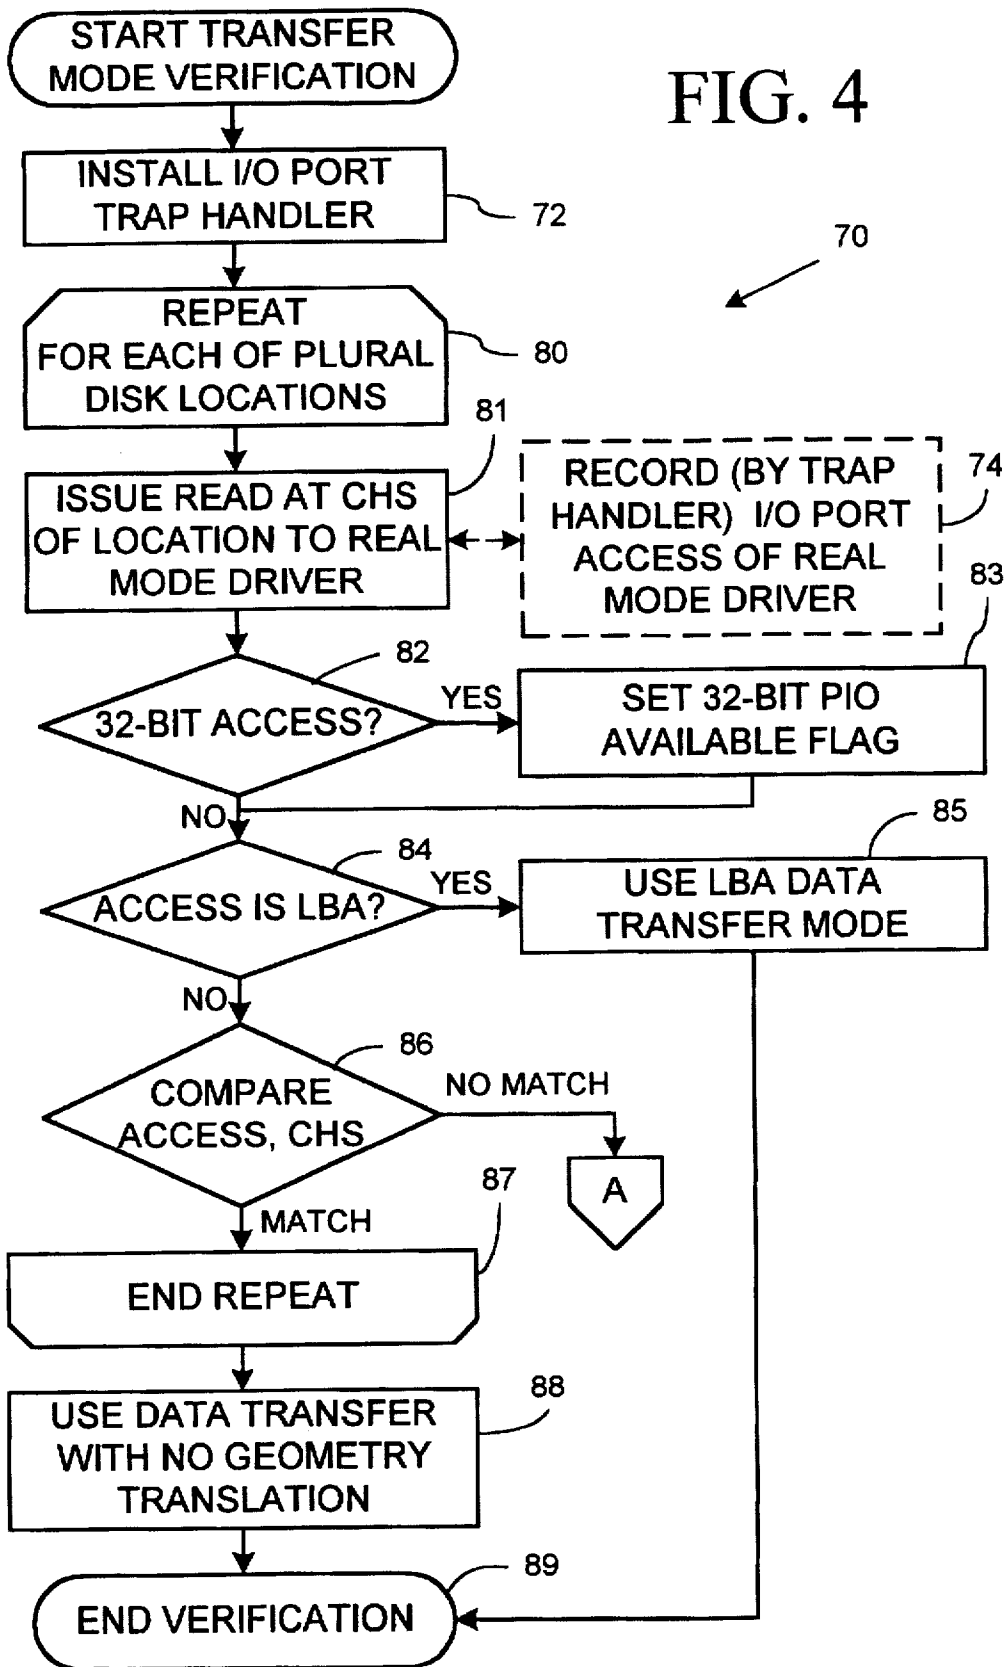 START TRANSFER
MODE VERIFICATION
FIG. 4
INSTALL I/O PORT
TRAP HANDLER
72
70
REPEAT
FOR EACH OF PLURAL
DISK LOCATIONS
80
81
ISSUE READ AT CHS
OF LOCATION TO REAL
MODE DRIVER
RECORD (BY TRAP
HANDLER) I/O PORT
ACCESS OF REAL
MODE DRIVER
74
82
32-BIT ACCESS?
YES
83
SET 32-BIT PIO
AVAILABLE FLAG
NO
84
ACCESS IS LBA?
YES
85
USE LBA DATA
TRANSFER MODE
NO
86
COMPARE
ACCESS, CHS
NO MATCH
A
MATCH
87
END REPEAT
88
USE DATA TRANSFER
WITH NO GEOMETRY
TRANSLATION
89
END VERIFICATION